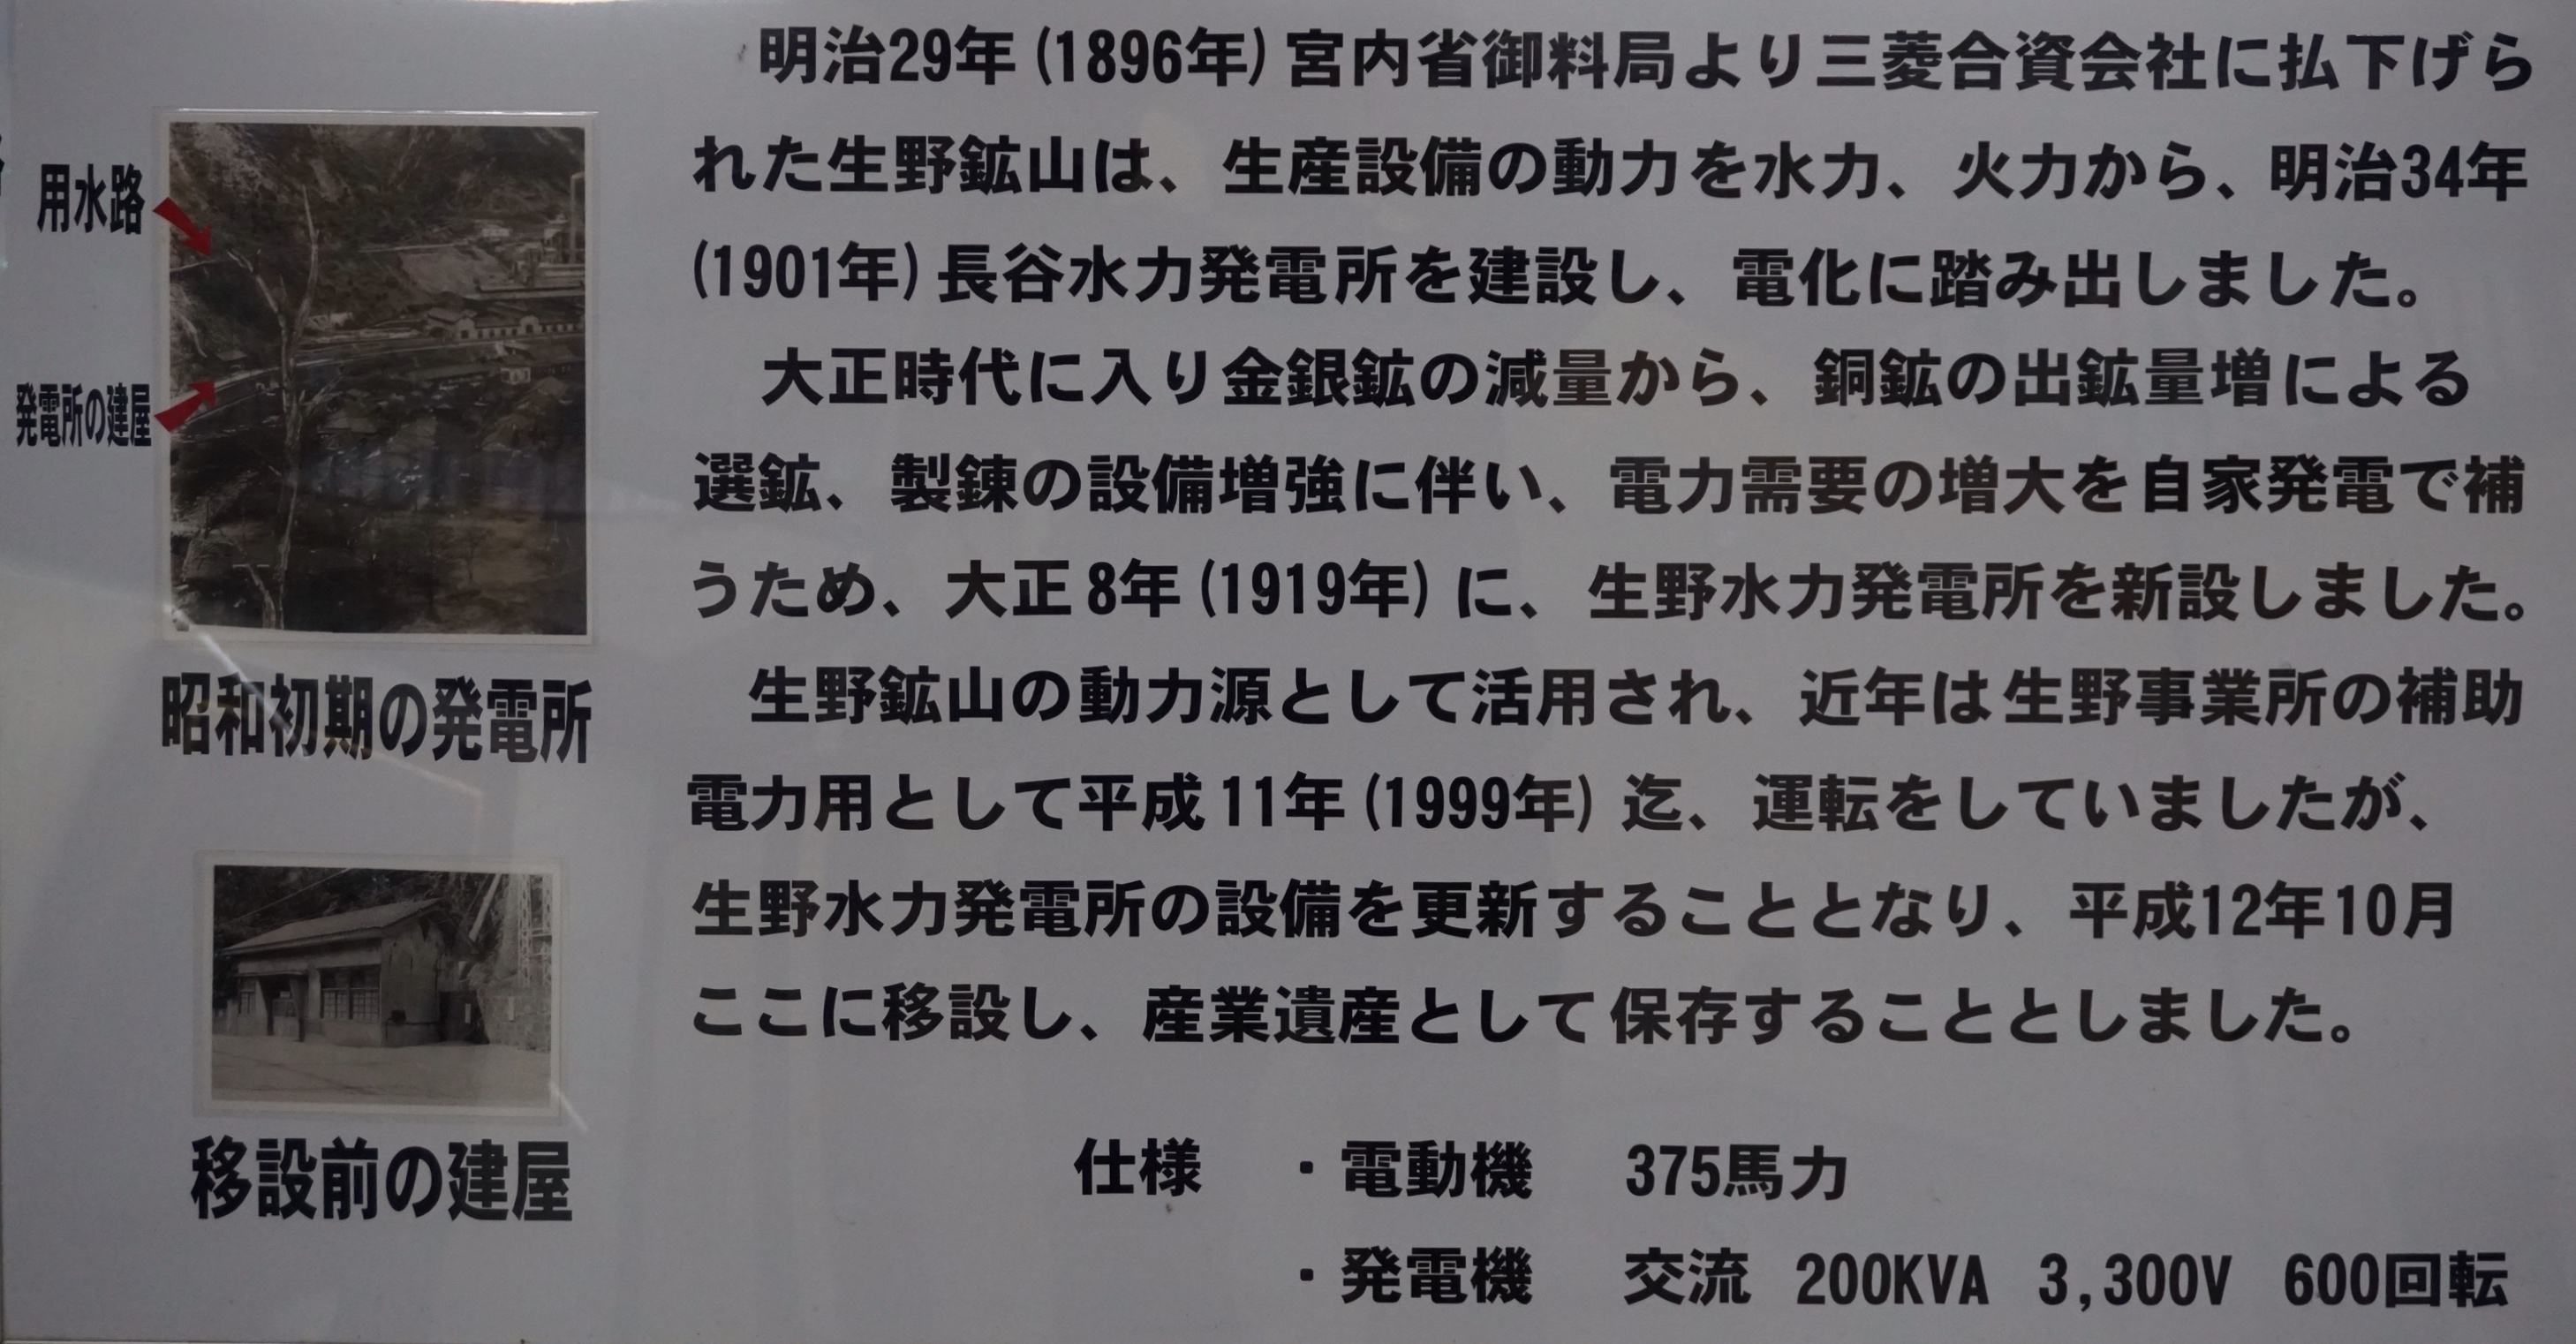 明治29年(1896年)宮内省御料局より三菱合資会社に払下げら
れた生野鉱山は、生産設備の動力を水力、火力から、明治34年
(1901年)長谷水力発電所を建設し、電化に踏み出しました。
大正時代に入り金銀鉱の減量から、銅鉱の出鉱量増による
選鉱、製錬の設備増強に伴い、電力需要の増大を自家発電で補
うため、大正8年(1919年)に、生野水力発電所を新設しました。
生野鉱山の動力源として活用され、近年は生野事業所の補助
電力用として平成11年(1999年)迄、運転をしていましたが、
生野水力発電所の設備を更新することとなり、平成12年10月
ここに移設し、産業遺産として保存することとしました。
仕様 ・電動機 375馬力
・発電機 交流 200KVA 3,300V 600回転
用水路
発電所の建屋
昭和初期の発電所
移設前の建屋